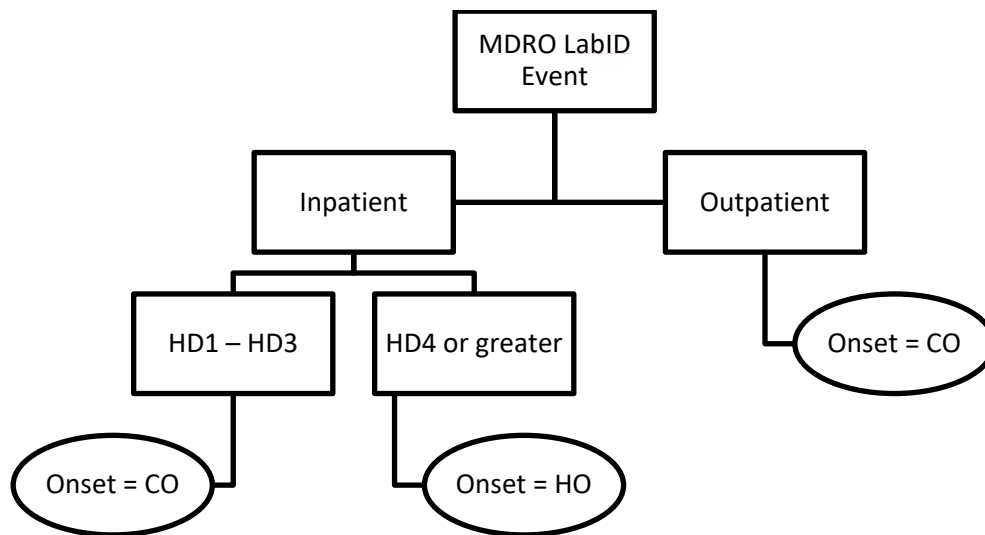 MDRO LabID
Event
Inpatient
Outpatient
HD1 – HD3
HD4 or greater
Onset = CO
Onset = CO
Onset = HO